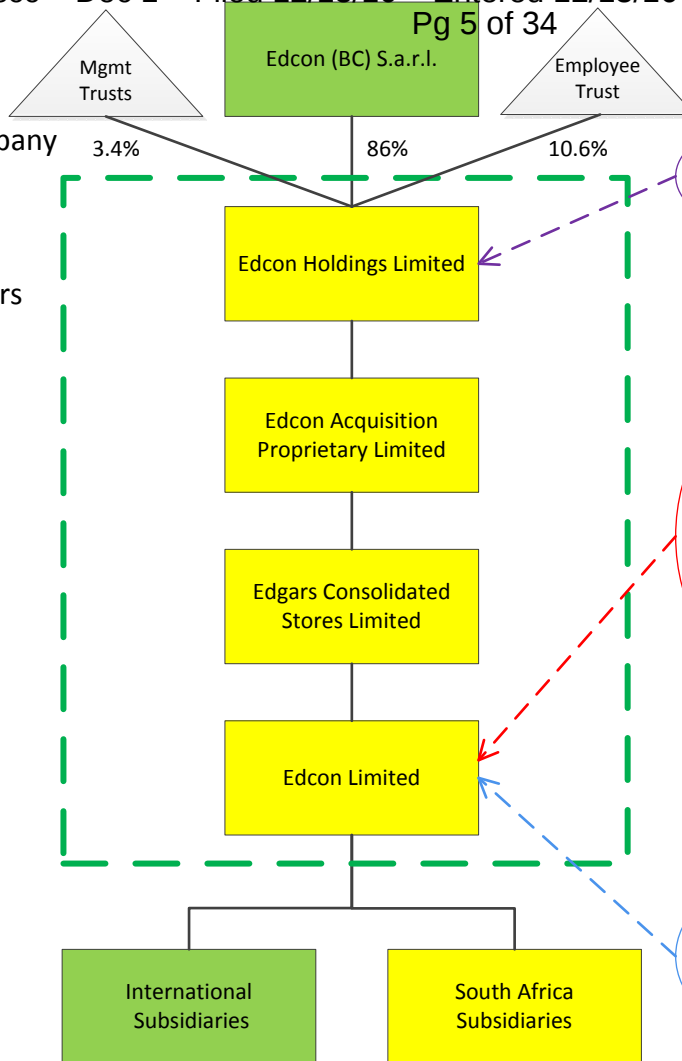 Pg 5 of 34
Mgmt
Trusts
Edcon (BC) S.a.r.l.
Employee
Trust
pany
3.4%
86%
10.6%
Edcon Holdings Limited
rs
Edcon Acquisition
Proprietary Limited
Edgars Consolidated
Stores Limited
Edcon Limited
International
Subsidiaries
South Africa
Subsidiaries